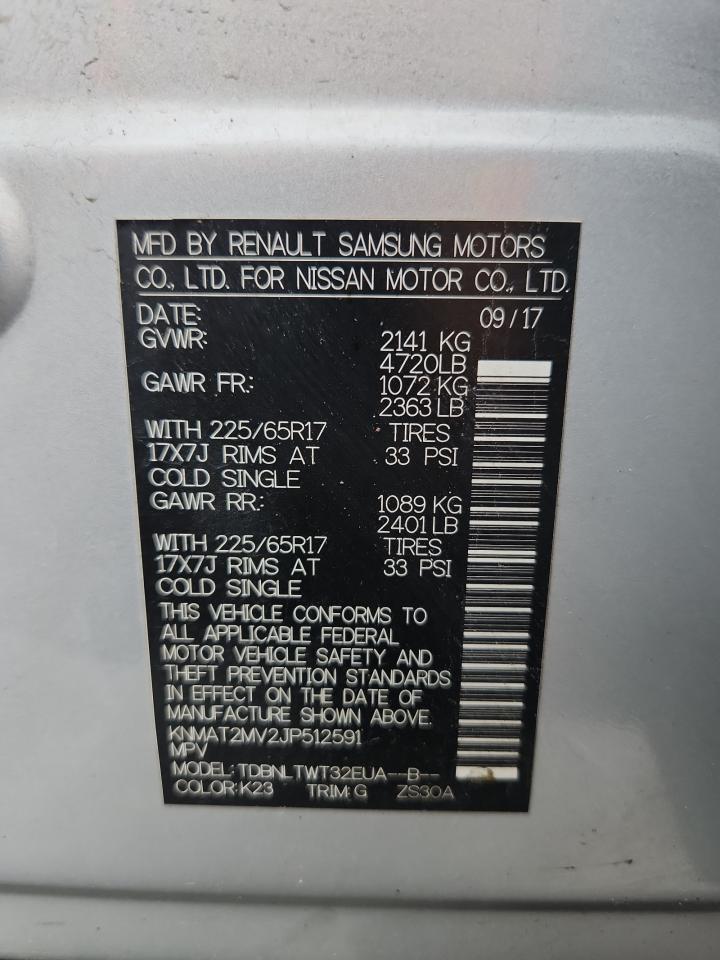 MFD BY RENAULT SAMSUNG MOTORS
CO., LTD. FOR NISSAN MOTOR CO., LTD.
DATE: 09/17
GVWR: 2141 KG
4720LB
GAWR FR.: 1072 KG
2363 LB
WITH 225/65R17 TIRES
17X7J RIMS AT 33 PSI
COLD SINGLE
GAWR RR.: 1089 KG
2401 LB
WITH 225/65R17 TIRES
17X7J RIMS AT 33 PSI
COLD SINGLE
THIS VEHICLE CONFORMS TO
ALL APPLICABLE FEDERAL
MOTOR VEHICLE SAFETY AND
THEFT PREVENTION STANDARDS
IN EFFECT ON THE DATE OF
MANUFACTURE SHOWN ABOVE.
KNMAT2MV2JP512591
MPV
MODEL: TDBNLTWT32EUA--B--
COLOR:K23 TRIM:G ZS30A